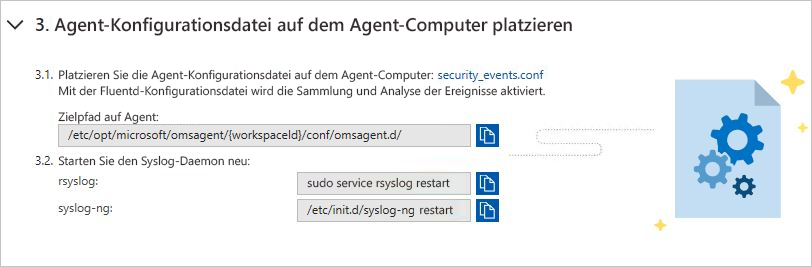 3. Agent-Konfigurationsdatei auf dem Agent-Computer platzieren
3.1. Platzieren Sie die Agent-Konfigurationsdatei auf dem Agent-Computer: security_events.conf
Mit der Fluentd-Konfigurationsdatei wird die Sammlung und Analyse der Ereignisse aktiviert.
Zielpfad auf Agent:
/etc/opt/microsoft/omsagent/{workspaceId}/conf/omsagent.d/
3.2. Starten Sie den Syslog-Daemon neu:
rsyslog: sudo service rsyslog restart
syslog-ng: /etc/init.d/syslog-ng restart